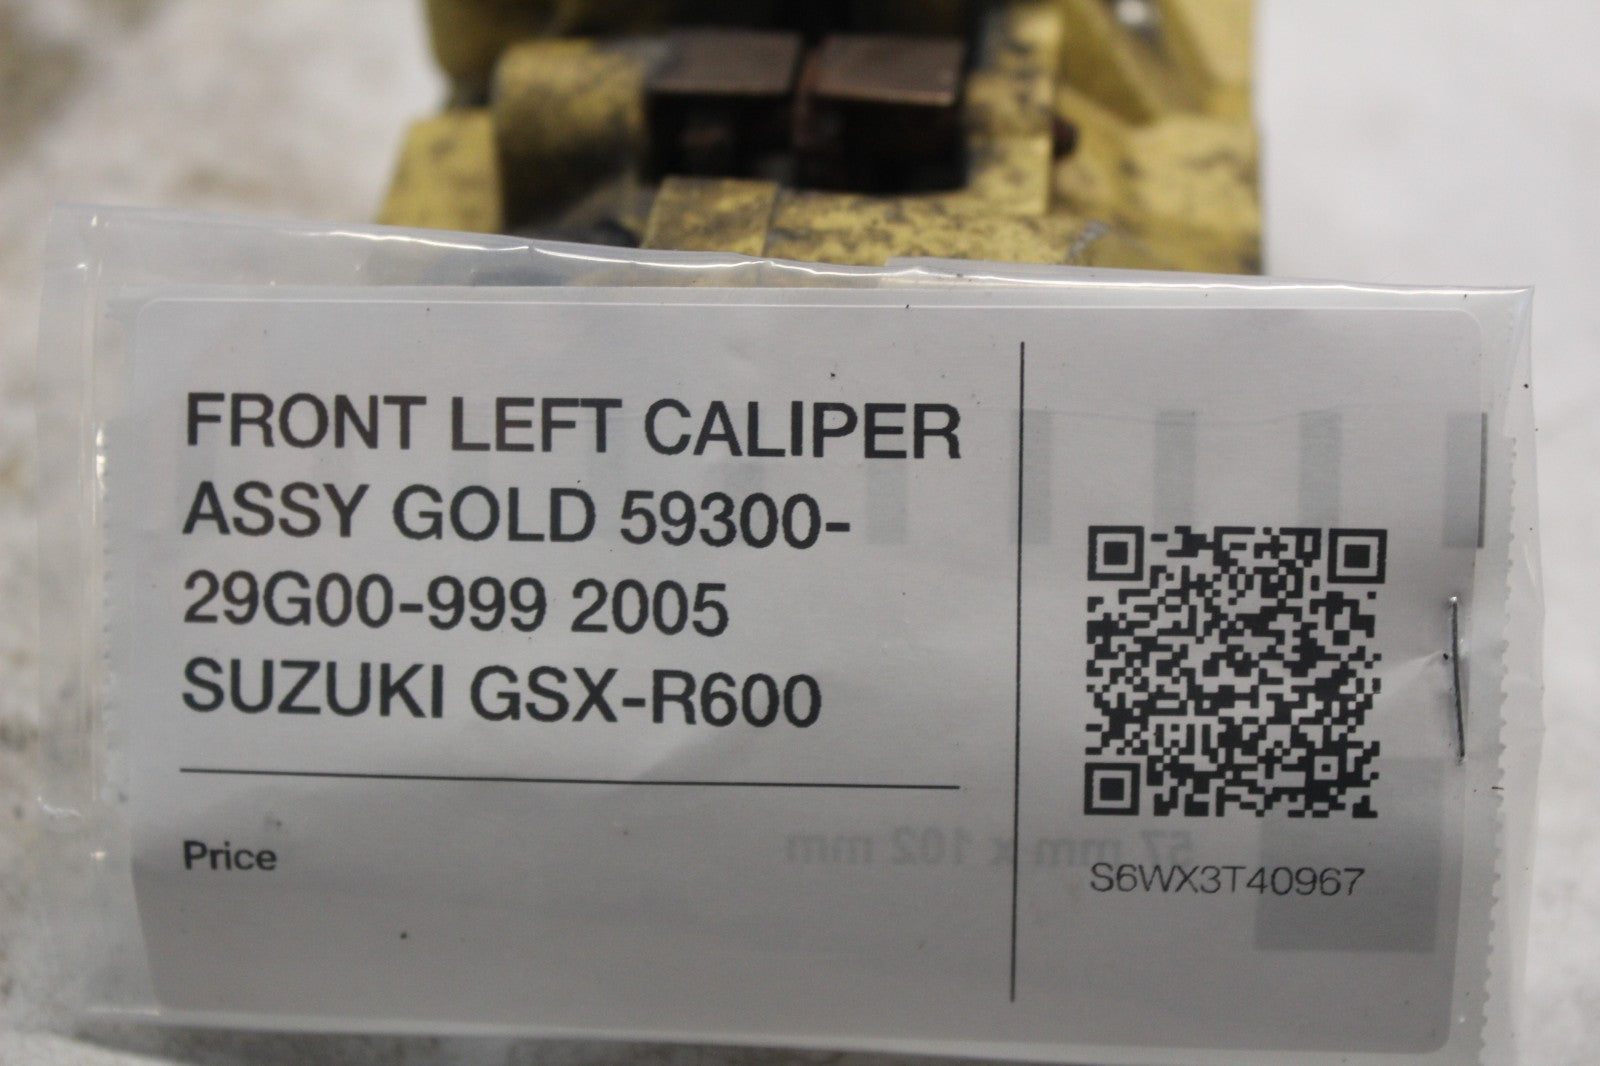 FRONT LEFT CALIPER
ASSY GOLD 59300-
29G00-999 2005
SUZUKI GSX-R600
Price
57 mm x 102 mm
S6WX3T40967